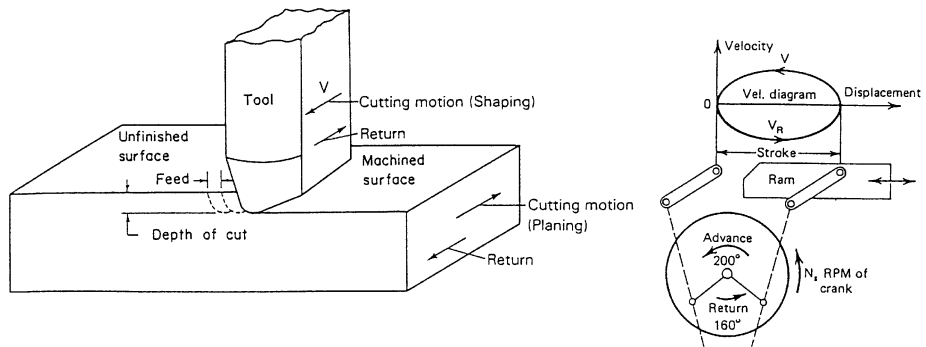 Tool
V
Cutting motion (Shaping)
Return
Unfinished
surface
Feed
Machined
surface
Depth of cut
Cutting motion
(Planing)
Return
Velocity
V
O
Vel. diagram
Displacement
V_R
Stroke
Ram
Advance
200°
Return
160°
N_s RPM of
crank